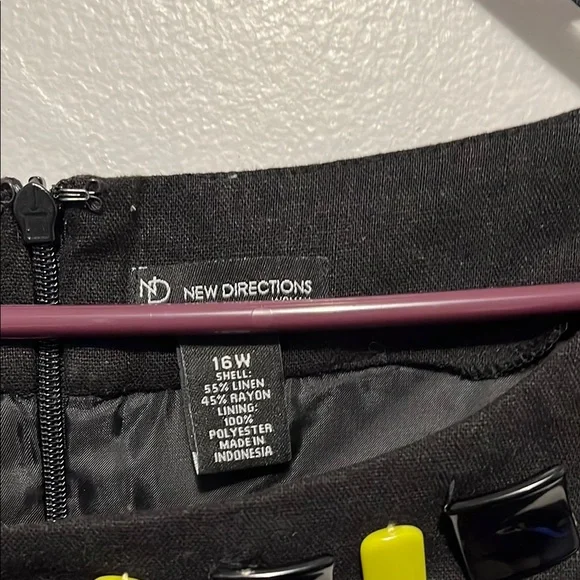 ND NEW DIRECTIONS
16W
SHELL:
55% LINEN
45% RAYON
LINING:
100%
POLYESTER
MADE IN
INDONESIA